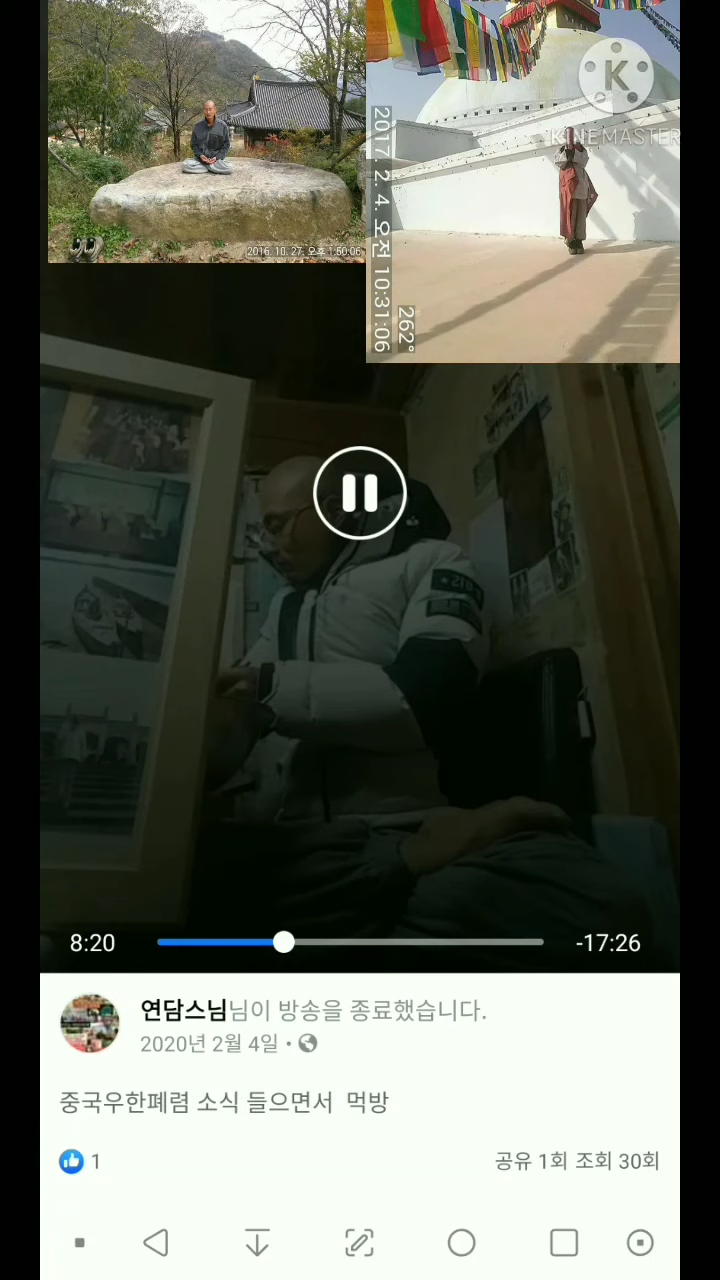 2016. 10. 27. 오후 1:50:06
2017. 2. 4. 오전 10:31:06
262°
K
KINEMASTER
8:20
-17:26
연담스님님이 방송을 종료했습니다.
2020년 2월 4일 •
중국우한폐렴 소식 들으면서 먹방
1
공유 1회 조회 30회